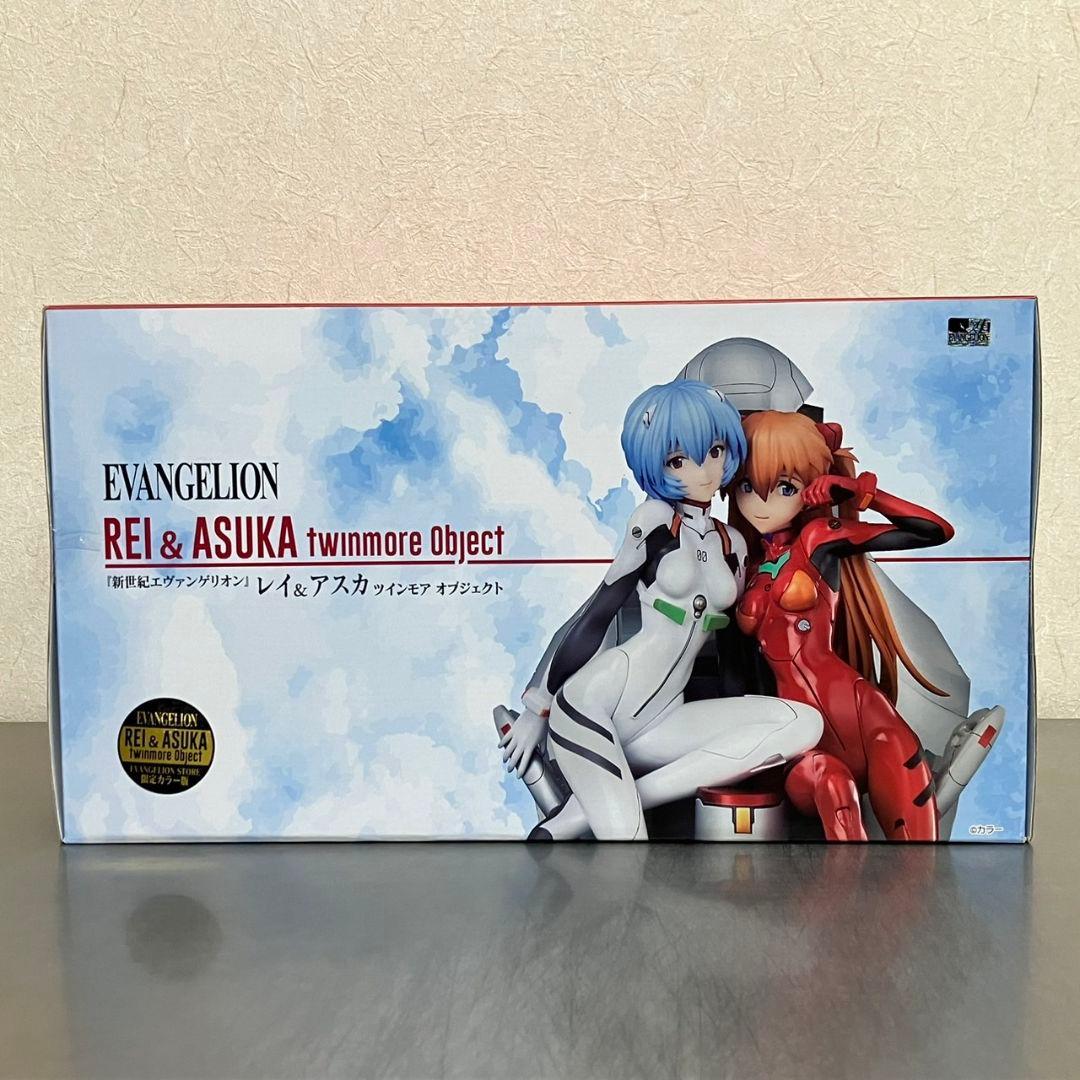 EVANGELION
EVANGELION
REI & ASUKA twinmore Object
『新世紀エヴァンゲリオン』レイ&アスカ ツインモア オブジェクト
00
EVANGELION
REI & ASUKA
twinmore Object
EVANGELION STORE
限定カラー版
©カラー